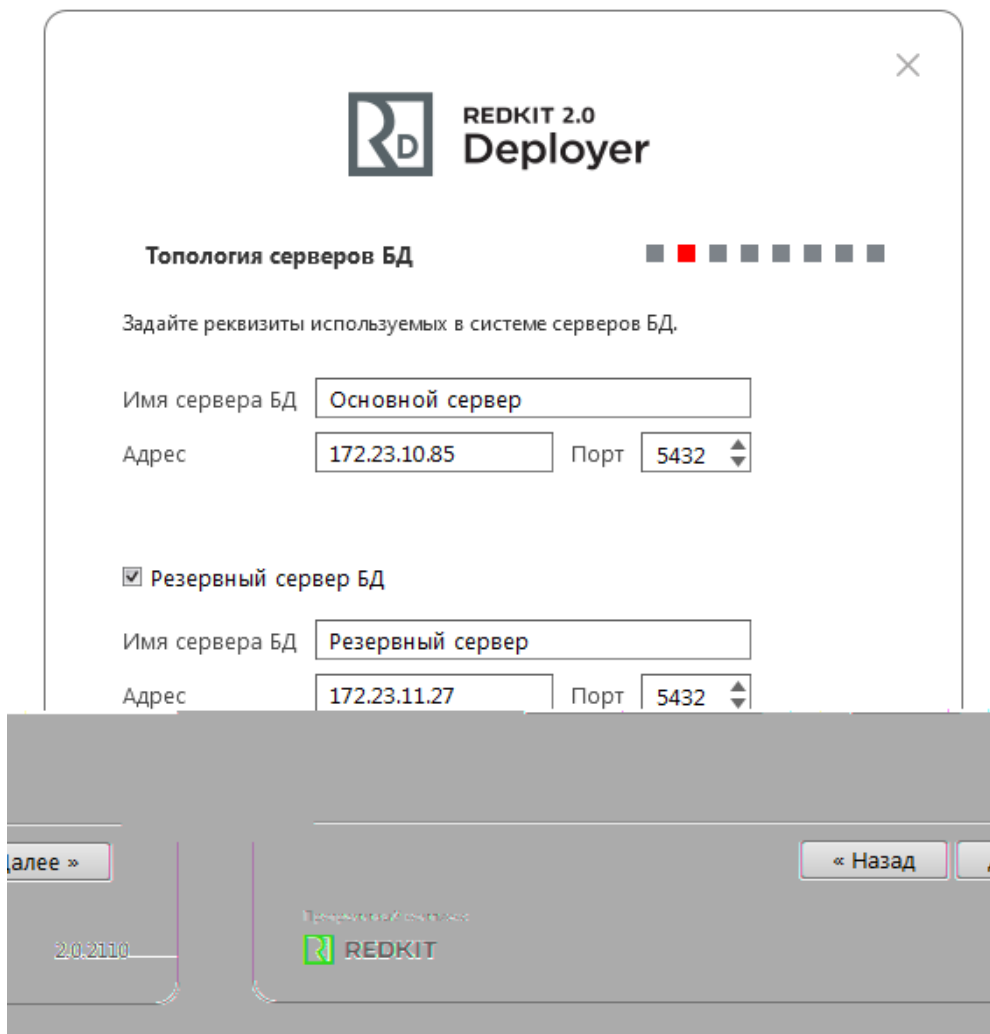 RD
REDKIT 2.0
Deployer
Топология серверов БД
Задайте реквизиты используемых в системе серверов БД.
Имя сервера БД Основной сервер
Адрес 172.23.10.85 Порт 5432
Резервный сервер БД
Имя сервера БД Резервный сервер
Адрес 172.23.11.27 Порт 5432
Далее »
« Назад
2.0.2110
REDKIT